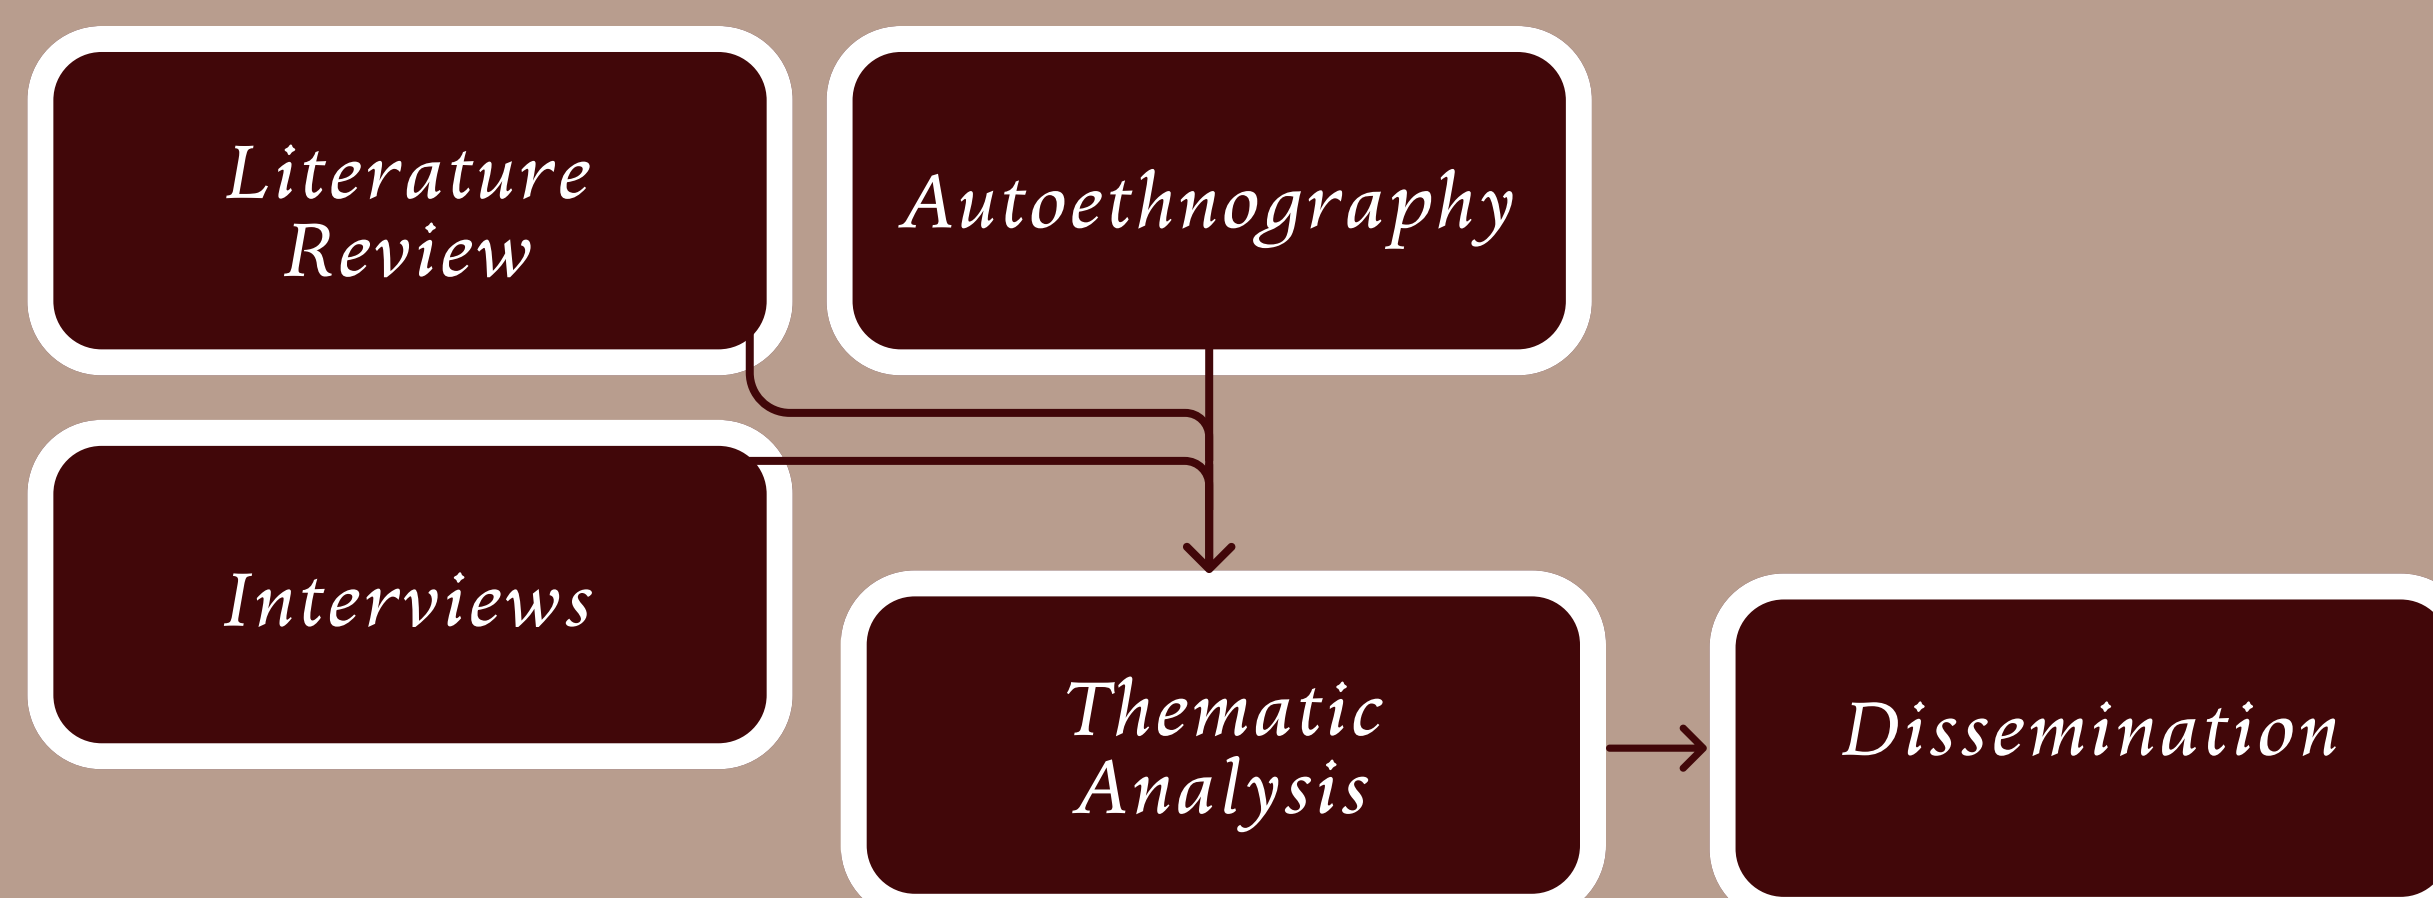 Literature
Review
Autoethnography
Interviews
Thematic
Analysis
Dissemination